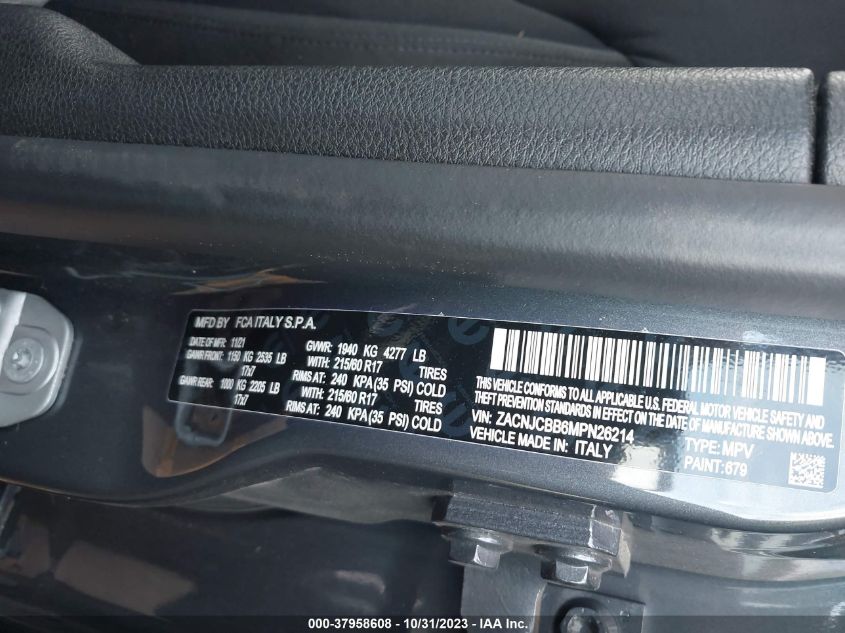 MFD BY FCA ITALY S.P.A.
DATE OF MFR: 11/21 GVWR: 1940 KG 4277 LB
GAWR FRONT: 1150 KG 2535 LB WITH: 215/60 R17 TIRES
17x7 RIMS AT: 240 KPA(35 PSI) COLD
GAWR REAR: 1000 KG 2205 LB WITH: 215/60 R17 TIRES
17x7 RIMS AT: 240 KPA(35 PSI) COLD
THIS VEHICLE CONFORMS TO ALL APPLICABLE U.S. FEDERAL MOTOR VEHICLE SAFETY AND
THEFT PREVENTION STANDARDS IN EFFECT ON THE DATE OF MANUFACTURE SHOWN ABOVE.
VIN: ZACNJCBB6MPN26214 TYPE: MPV
VEHICLE MADE IN: ITALY PAINT: 679
000-37958608 - 10/31/2023 - © IAA Inc.